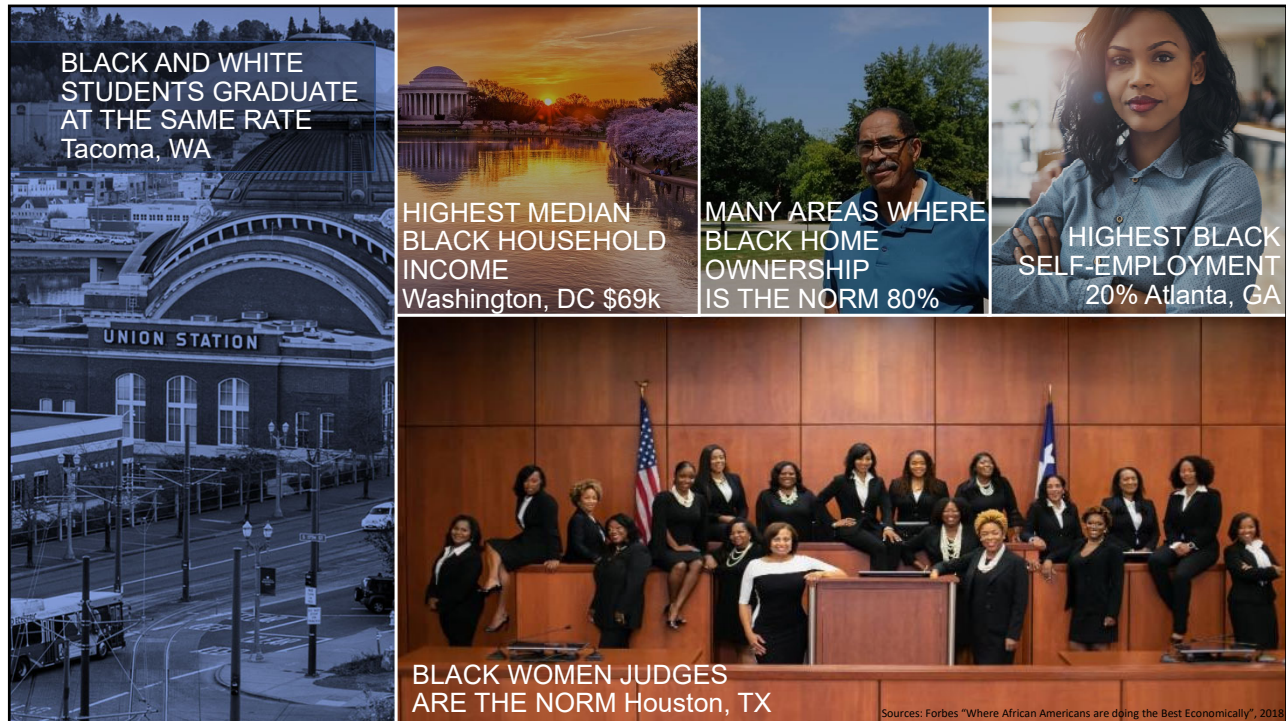 BLACK AND WHITE
STUDENTS GRADUATE
AT THE SAME RATE
Tacoma, WA
UNION STATION
HIGHEST MEDIAN
BLACK HOUSEHOLD
INCOME
Washington, DC $69k
MANY AREAS WHERE
BLACK HOME
OWNERSHIP
IS THE NORM 80%
HIGHEST BLACK
SELF-EMPLOYMENT
20% Atlanta, GA
BLACK WOMEN JUDGES
ARE THE NORM Houston, TX
Sources: Forbes "Where African Americans are doing the Best Economically", 2018